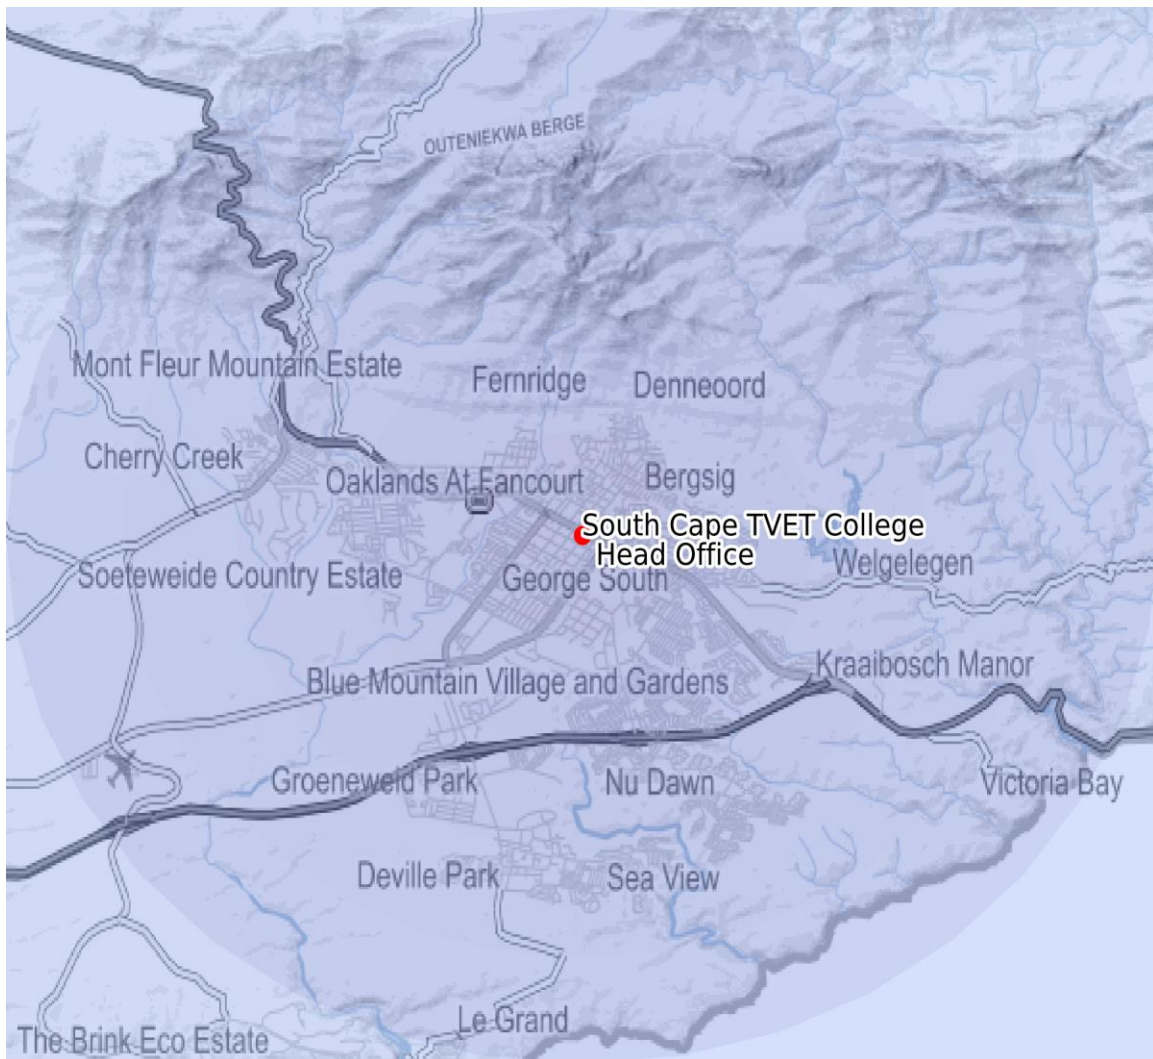 OUTENIEKWA BERGE
Mont Fleur Mountain Estate
Fernridge
Denneoord
Cherry Creek
Oaklands At Fancourt
Bergsig
South Cape TVET College
Head Office
Welgelegen
Soeteweide Country Estate
George South
Kraaibosch Manor
Blue Mountain Village and Gardens
Groeneweid Park
Nu Dawn
Victoria Bay
Deville Park
Sea View
Le Grand
The Brink Eco Estate